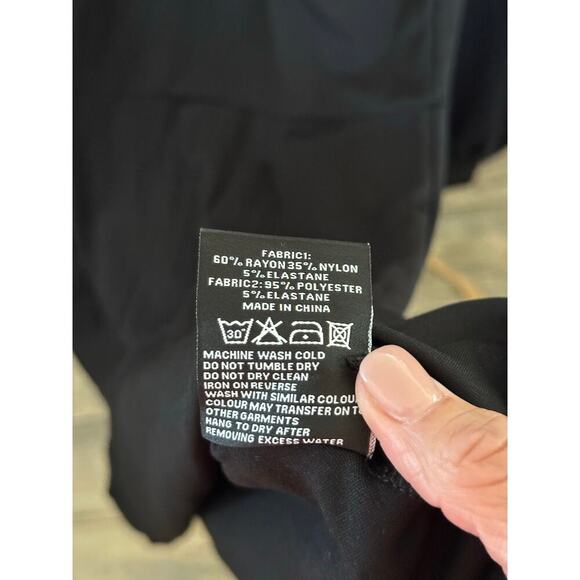 FABRIC1:
60% RAYON 35% NYLON
5% ELASTANE
FABRIC2: 95% POLYESTER
5% ELASTANE
MADE IN CHINA
30°
MACHINE WASH COLD
DO NOT TUMBLE DRY
DO NOT DRY CLEAN
IRON ON REVERSE
WASH WITH SIMILAR COLOU
COLOUR MAY TRANSFER ON T
OTHER GARMENTS
HANG TO DRY AFTER
REMOVING EXCESS WATER